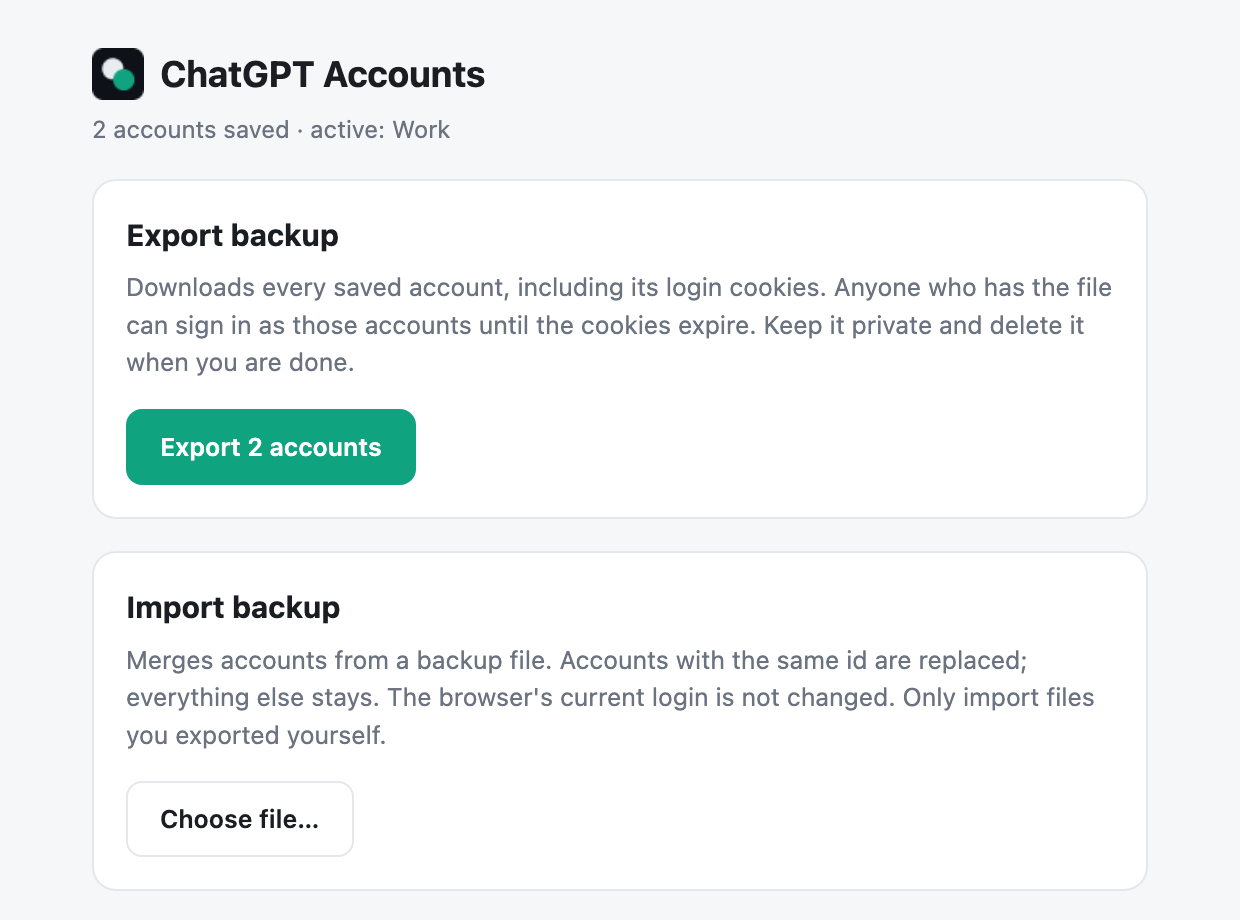 ChatGPT Accounts
2 accounts saved · active: Work
Export backup
Downloads every saved account, including its login cookies. Anyone who has the file
can sign in as those accounts until the cookies expire. Keep it private and delete it
when you are done.
Export 2 accounts
Import backup
Merges accounts from a backup file. Accounts with the same id are replaced;
everything else stays. The browser's current login is not changed. Only import files
you exported yourself.
Choose file...